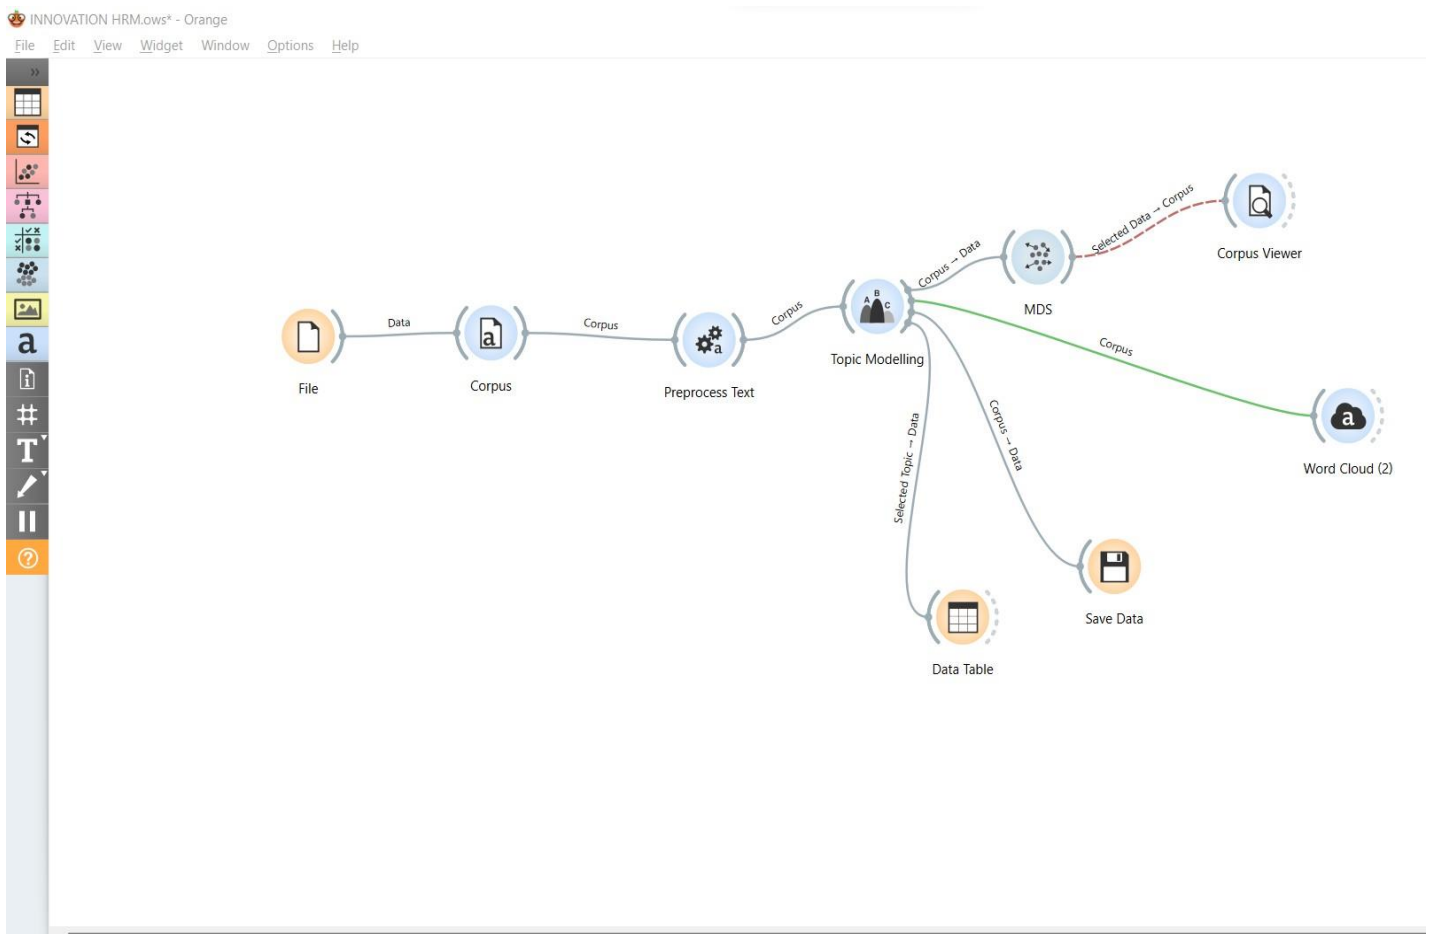 INNOVATION HRM.ows* - Orange
File Edit View Widget Window Options Help
»
a
#
T
?
Data
File
Corpus
a
Corpus
a
Preprocess Text
Corpus
A B C
Topic Modelling
Corpus → Data
MDS
Selected Data → Corpus
Corpus Viewer
Corpus
a
Word Cloud (2)
Corpus → Data
Save Data
Selected Topic → Data
Data Table